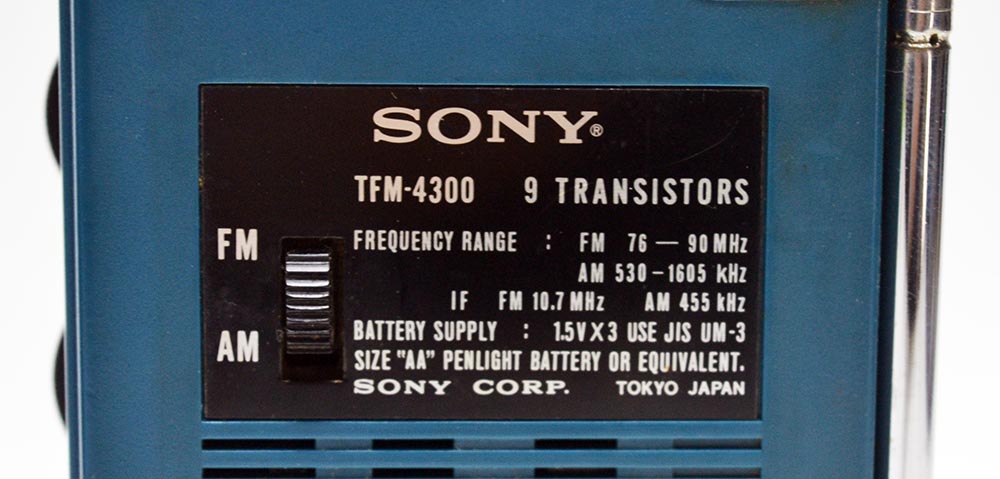 SONY®
TFM-4300 9 TRANSISTORS
FM
AM
FREQUENCY RANGE : FM 76 — 90 MHz
AM 530-1605 kHz
IF FM 10.7 MHz AM 455 kHz
BATTERY SUPPLY : 1.5V X 3 USE JIS UM-3
SIZE "AA" PENLIGHT BATTERY OR EQUIVALENT.
SONY CORP. TOKYO JAPAN